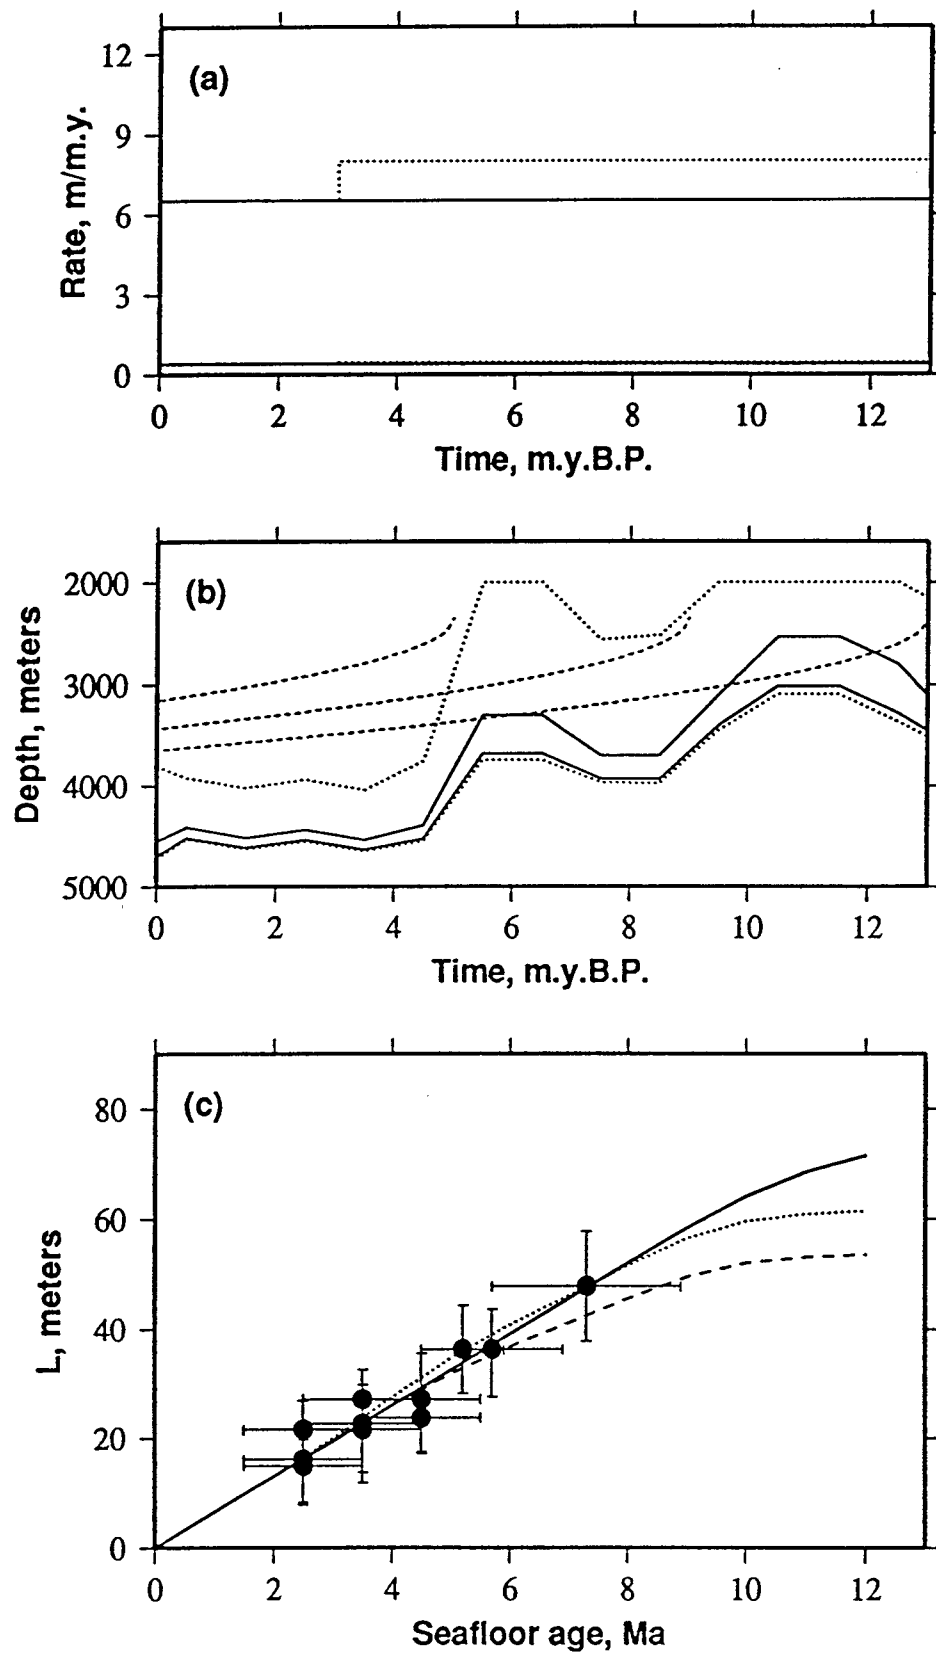 12
(a)
9
Rate, m/m.y.
6
3
0
0 2 4 6 8 10 12
Time, m.y.B.P.
2000
(b)
3000
Depth, meters
4000
5000
0 2 4 6 8 10 12
Time, m.y.B.P.
80
(c)
60
L, meters
40
20
0
0 2 4 6 8 10 12
Seafloor age, Ma